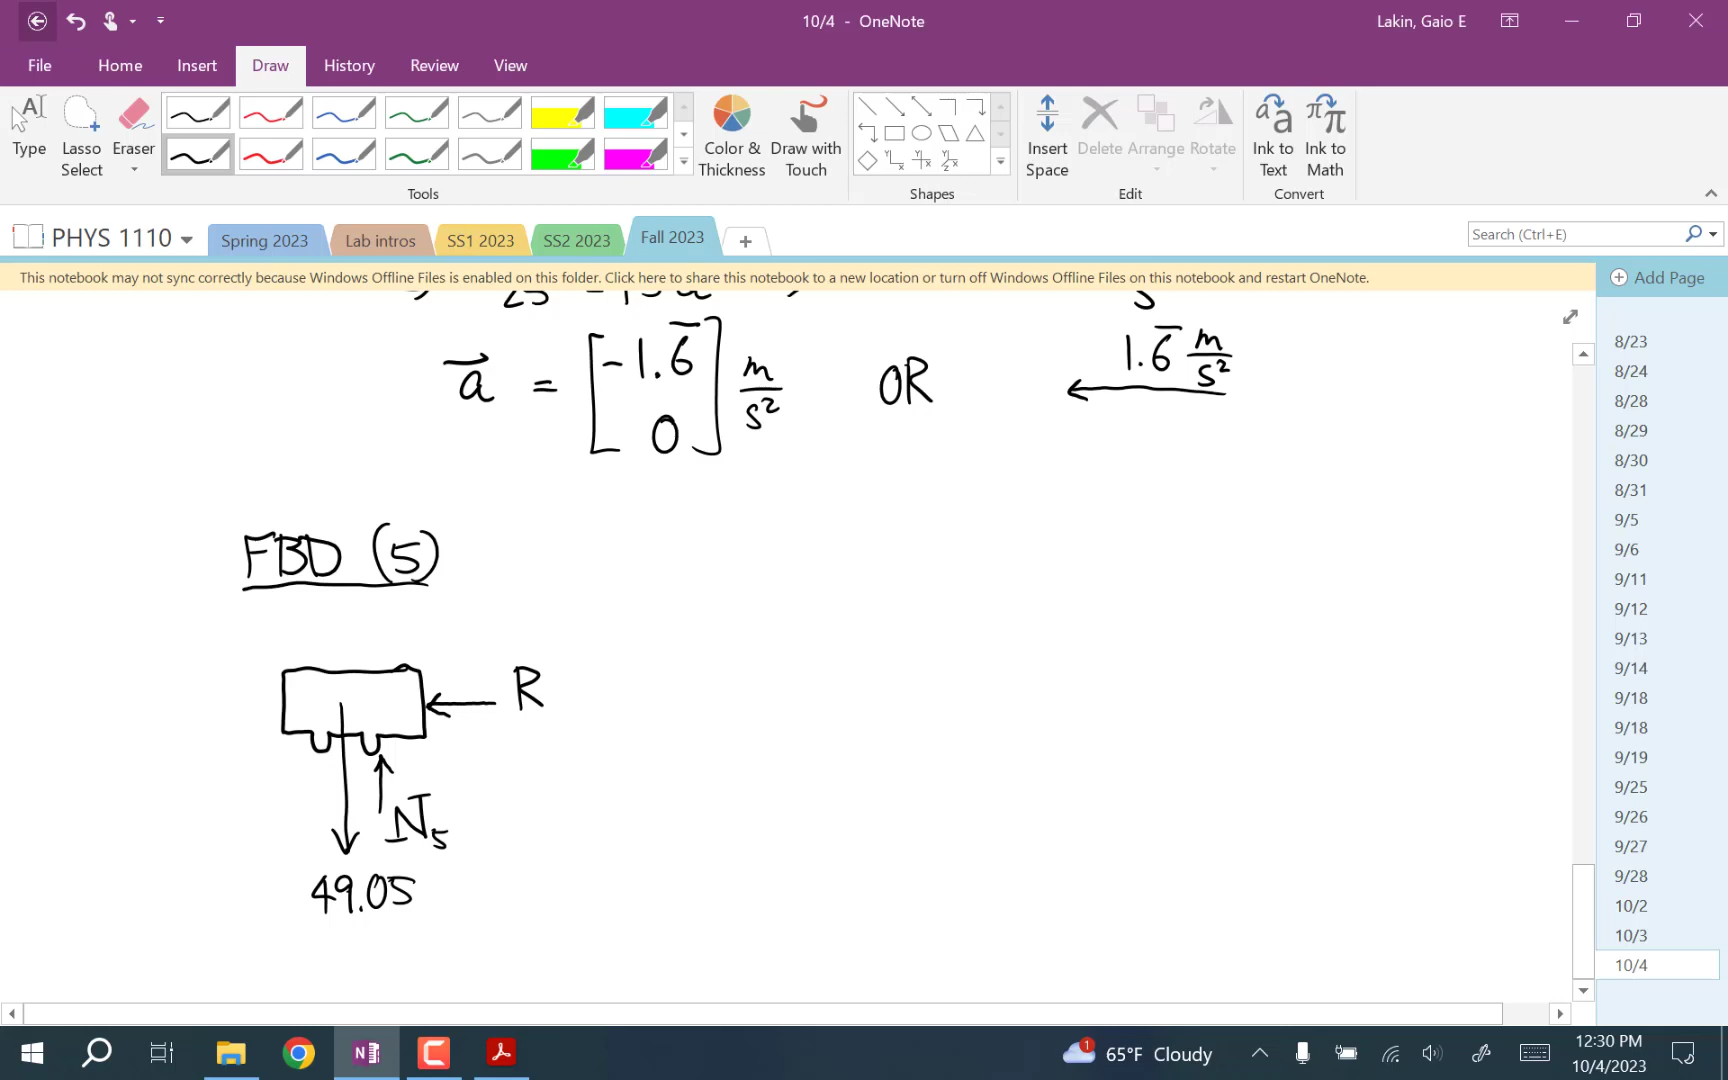 10/4 - OneNote
Lakin, Gaio E
File Home Insert Draw History Review View
Type
Lasso Select
Eraser
Color & Thickness
Draw with Touch
Insert Space
Delete Arrange Rotate
Ink to Text
Ink to Math
Tools Shapes Edit Convert
PHYS 1110 Spring 2023 Lab intros SS1 2023 SS2 2023 Fall 2023
Search (Ctrl+E)
This notebook may not sync correctly because Windows Offline Files is enabled on this folder. Click here to share this notebook to a new location or turn off Windows Offline Files on this notebook and restart OneNote.
Add Page
8/23
8/24
8/28
8/29
8/30
8/31
9/5
9/6
9/11
9/12
9/13
9/14
9/18
9/18
9/19
9/25
9/26
9/27
9/28
10/2
10/3
10/4
a⃗ = [-1.6̅ 0] m/s² OR 1.6̅ m/s²
FBD (5)
R
N₅
49.05
1 65°F Cloudy
12:30 PM
10/4/2023